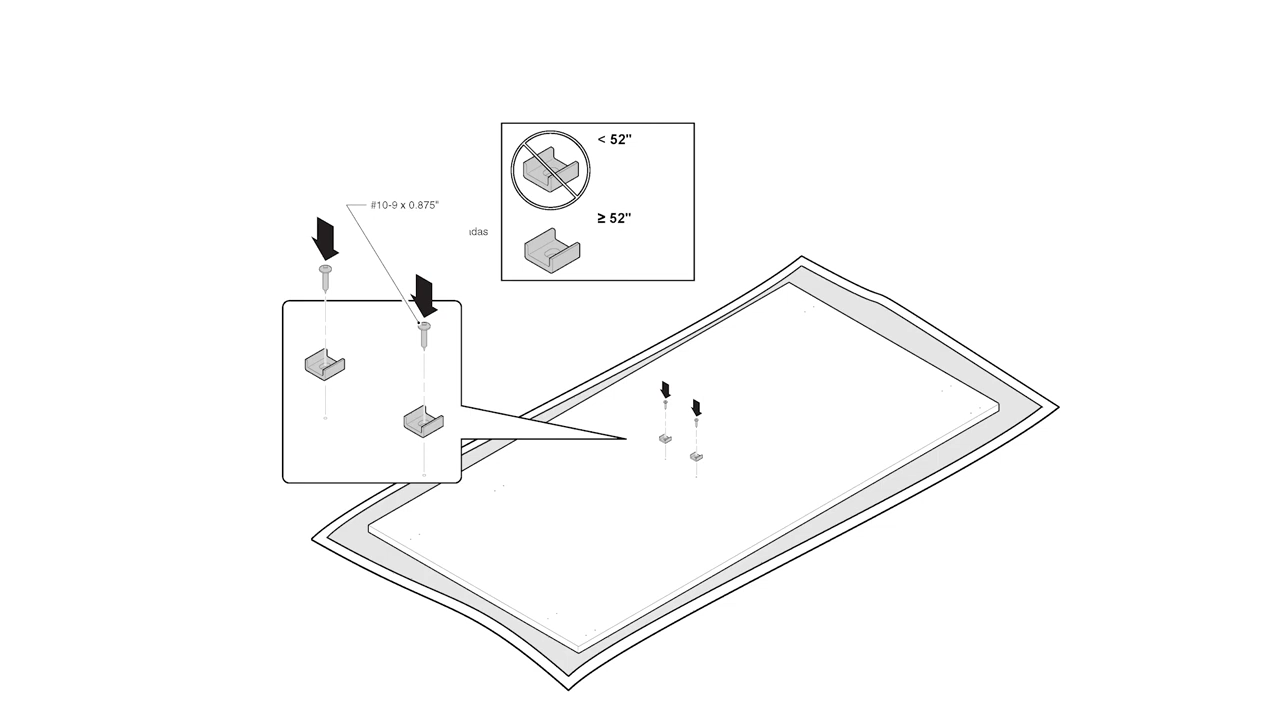 < 52"
#10-9 x 0.875"
≥ 52"